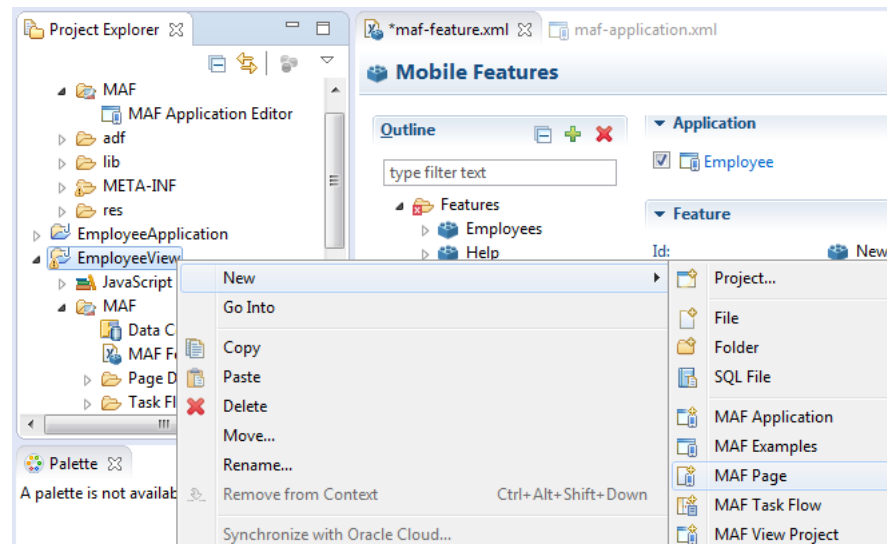 Project Explorer
MAF
MAF Application Editor
adf
lib
META-INF
res
EmployeeApplication
EmployeeView
JavaScript
MAF
Data C
MAF Fe
Page D
Task Fl
Palette
A palette is not availab
*maf-feature.xml
maf-application.xml
Mobile Features
Outline
type filter text
Features
Employees
Help
Application
Employee
Feature
Id:
New
New
Go Into
Copy
Paste
Delete
Move...
Rename...
Remove from Context Ctrl+Alt+Shift+Down
Synchronize with Oracle Cloud...
Project...
File
Folder
SQL File
MAF Application
MAF Examples
MAF Page
MAF Task Flow
MAF View Project